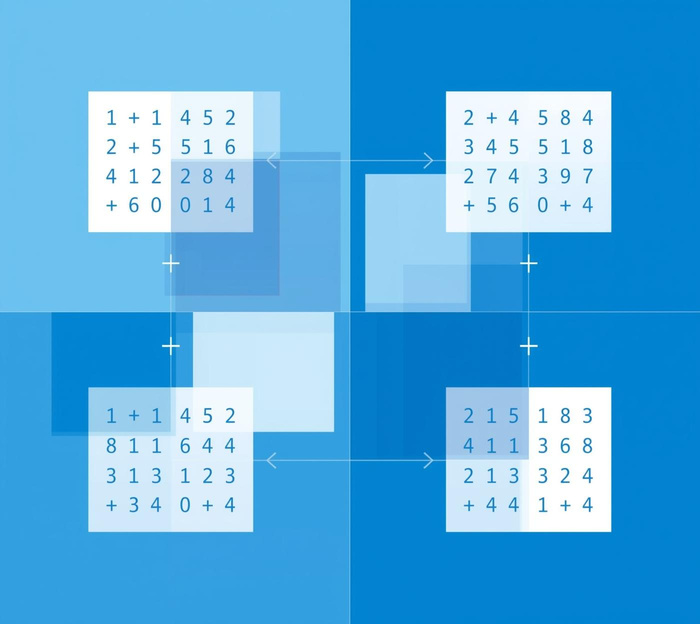 1 + 1 4 5 2
2 + 5 5 1 6
4 1 2 2 8 4
+ 6 0 0 1 4
2 + 4 5 8 4
3 4 5 5 1 8
2 7 4 3 9 7
+ 5 6 0 + 4
+
+
+
+
1 + 1 4 5 2
8 1 1 6 4 4
3 1 3 1 2 3
+ 3 4 0 + 4
2 1 5 1 8 3
4 1 1 3 6 8
2 1 3 3 2 4
+ 4 4 1 + 4